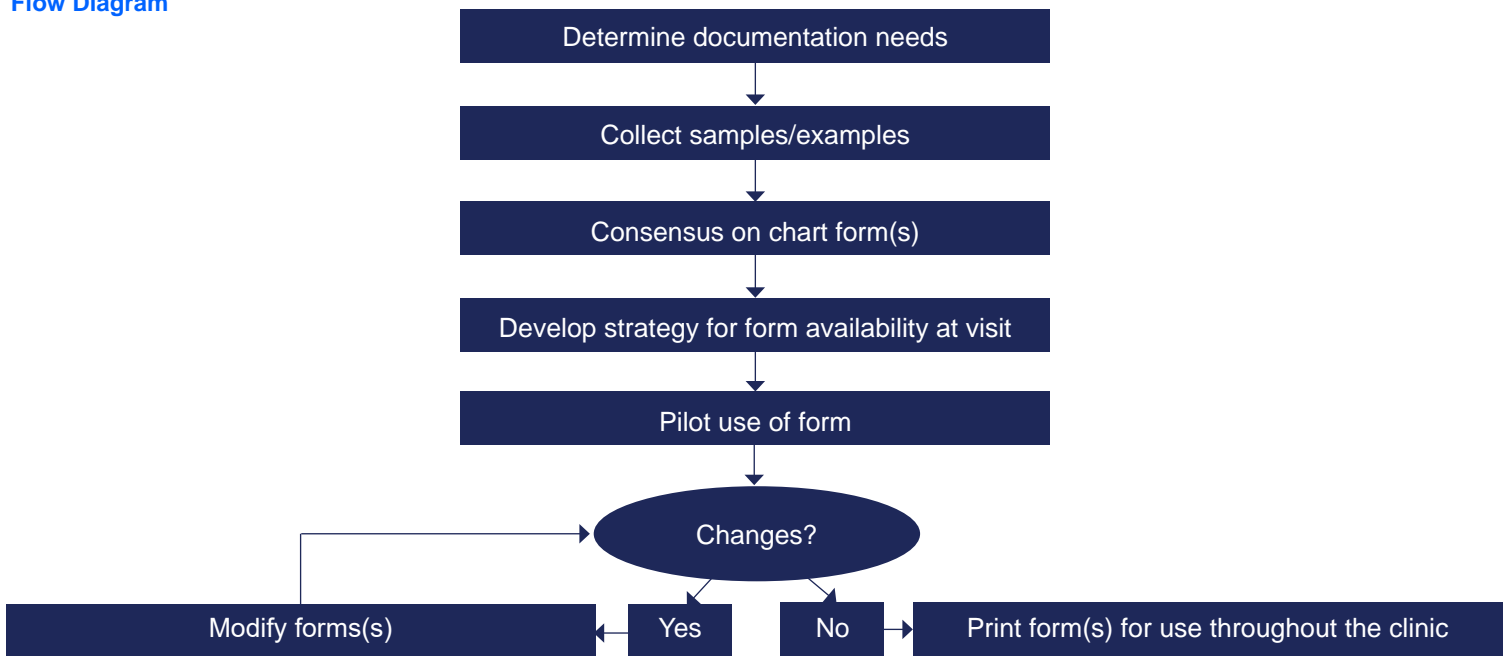 Flow Diagram
Determine documentation needs
Collect samples/examples
Consensus on chart form(s)
Develop strategy for form availability at visit
Pilot use of form
Changes?
Modify forms(s)
Yes
No
Print form(s) for use throughout the clinic